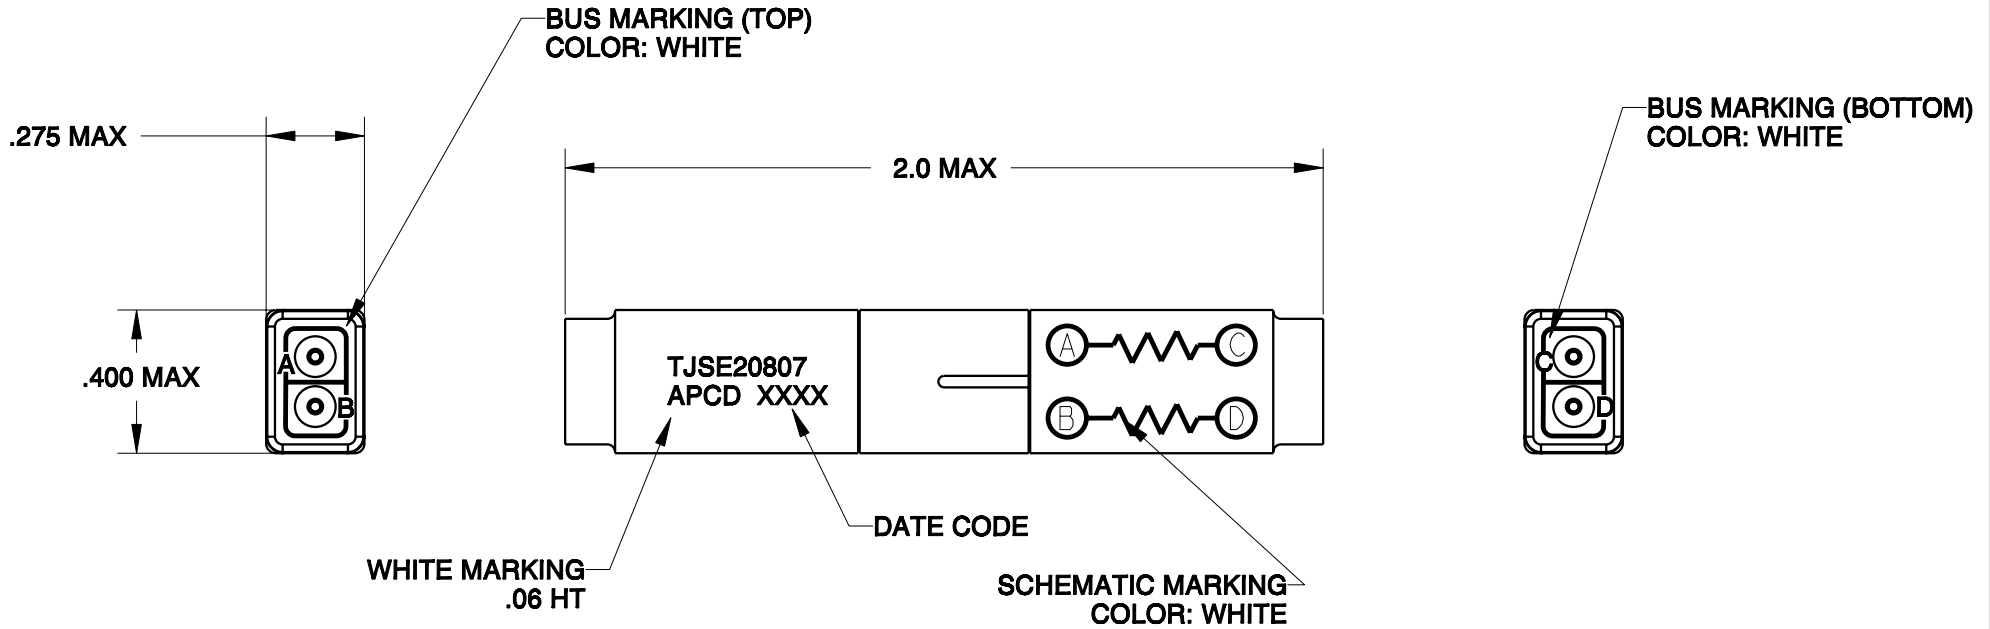 BUS MARKING (TOP)
COLOR: WHITE
BUS MARKING (BOTTOM)
COLOR: WHITE
.275 MAX
2.0 MAX
.400 MAX
A
B
TJSE20807
APCD XXXX
A C
B D
C
D
DATE CODE
WHITE MARKING
.06 HT
SCHEMATIC MARKING
COLOR: WHITE